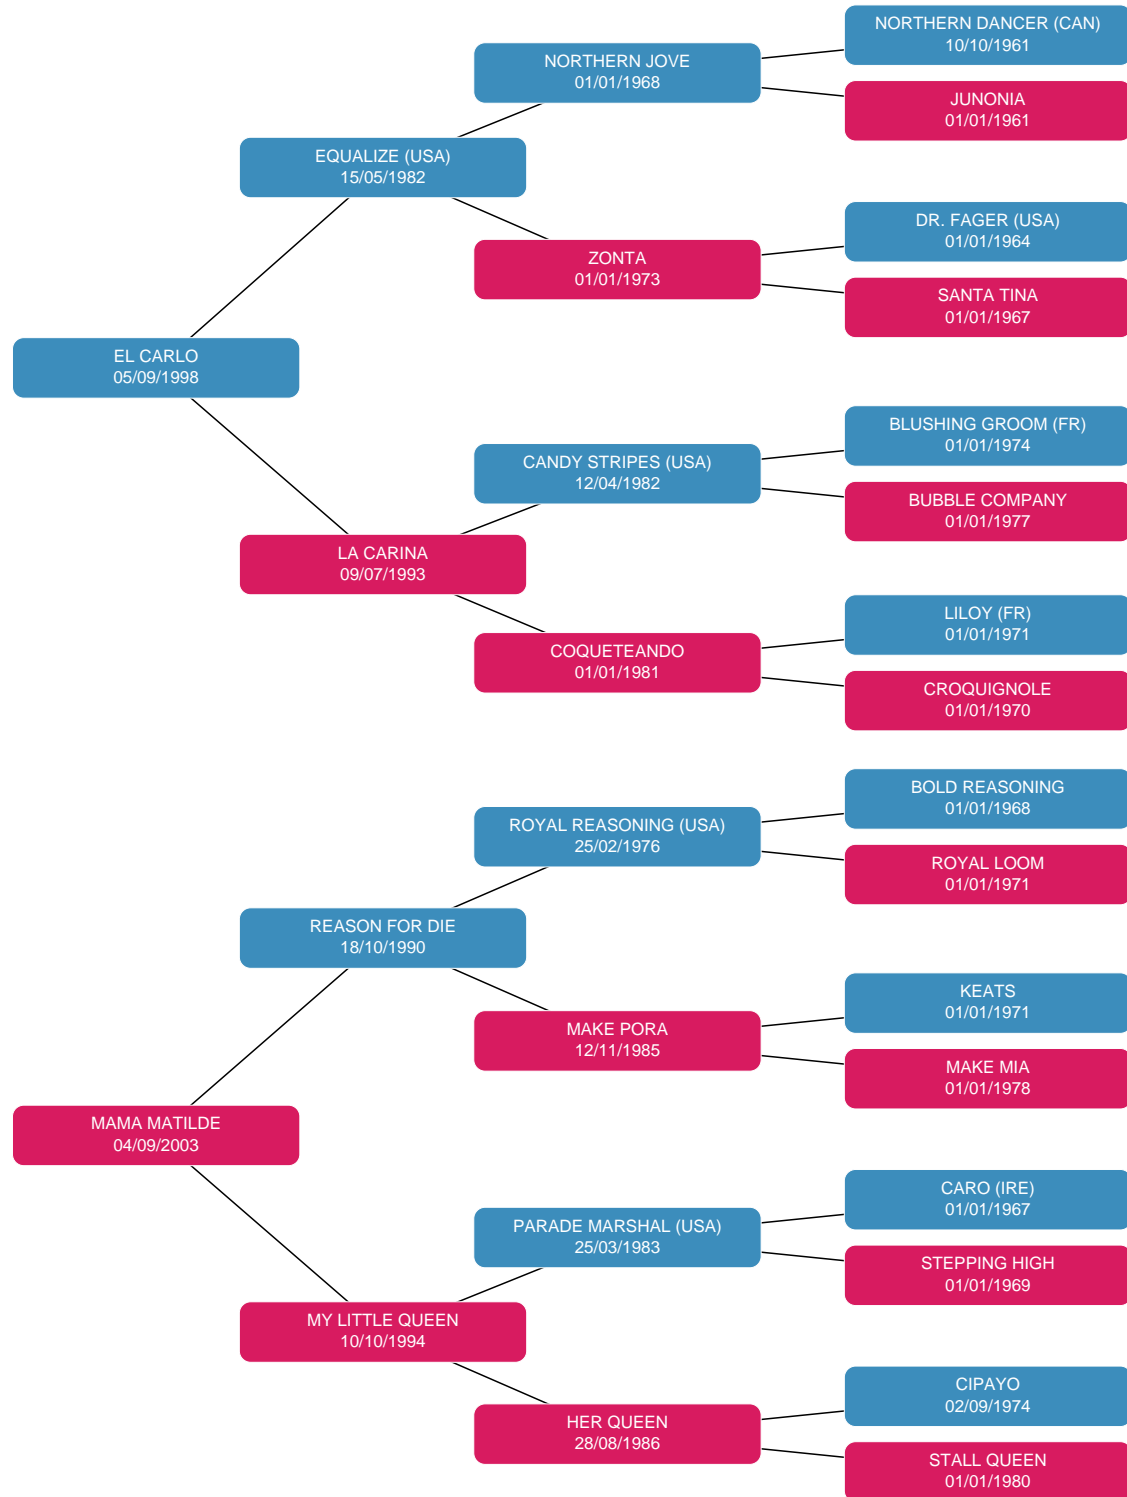 NORTHERN DANCER (CAN)
10/10/1961
NORTHERN JOVE
01/01/1968
JUNONIA
01/01/1961
EQUALIZE (USA)
15/05/1982
DR. FAGER (USA)
01/01/1964
ZONTA
01/01/1973
SANTA TINA
01/01/1967
EL CARLO
05/09/1998
BLUSHING GROOM (FR)
01/01/1974
CANDY STRIPES (USA)
12/04/1982
BUBBLE COMPANY
01/01/1977
LA CARINA
09/07/1993
LILOY (FR)
01/01/1971
COQUETEANDO
01/01/1981
CROQUIGNOLE
01/01/1970
BOLD REASONING
01/01/1968
ROYAL REASONING (USA)
25/02/1976
ROYAL LOOM
01/01/1971
REASON FOR DIE
18/10/1990
KEATS
01/01/1971
MAKE PORA
12/11/1985
MAKE MIA
01/01/1978
MAMA MATILDE
04/09/2003
CARO (IRE)
01/01/1967
PARADE MARSHAL (USA)
25/03/1983
STEPPING HIGH
01/01/1969
MY LITTLE QUEEN
10/10/1994
CIPAYO
02/09/1974
HER QUEEN
28/08/1986
STALL QUEEN
01/01/1980